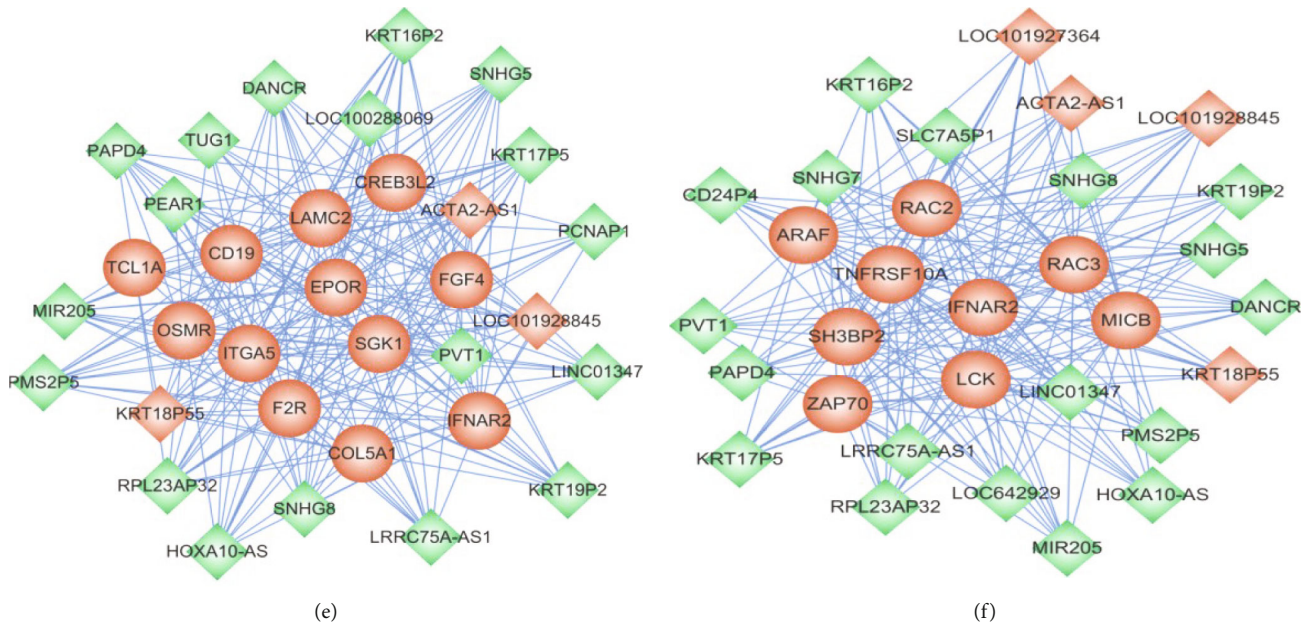 KRT16P2
SNHG5
DANCR
LOC100288069
TUG1
PAPD4
KRT17P5
CREB3L2
PEAR1
LAMC2
ACTA2-AS1
PCNAP1
CD19
TCL1A
EPOR
FGF4
MIR205
LOC101928845
OSMR
SGK1
ITGA5
PVT1
LINC01347
PMS2P5
KRT18P55
F2R
IFNAR2
COL5A1
RPL23AP32
KRT19P2
SNHG8
LRRC75A-AS1
HOXA10-AS
(e)
LOC101927364
KRT16P2
ACTA2-AS1
LOC101928845
SLC7A5P1
SNHG7
SNHG8
CD24P4
KRT19P2
RAC2
ARAF
SNHG5
RAC3
TNFRSF10A
DANCR
IFNAR2
PVT1
SH3BP2
MICB
PAPD4
LCK
KRT18P55
LINC01347
ZAP70
PMS2P5
LRRC75A-AS1
KRT17P5
LOC642929
HOXA10-AS
RPL23AP32
MIR205
(f)